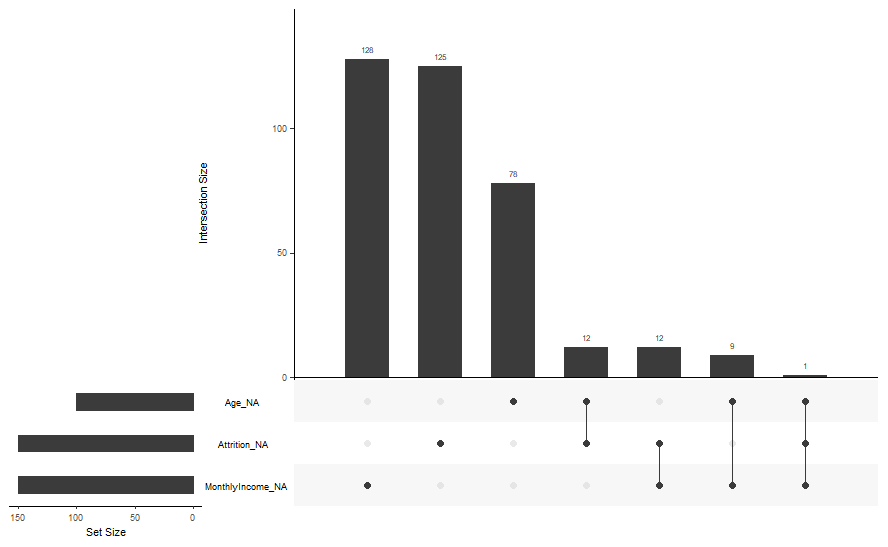 128
125
100
78
Intersection Size
50
12
12
9
1
0
Age_NA
Attrition_NA
MonthlyIncome_NA
150
100
50
0
Set Size